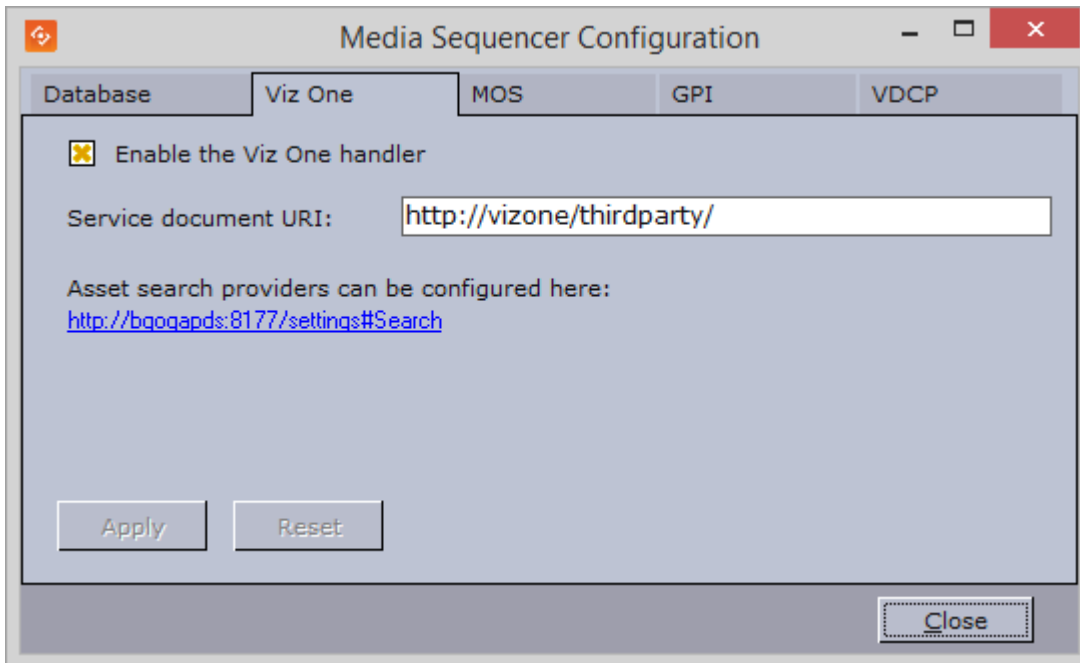 Media Sequencer Configuration
Database Viz One MOS GPI VDCP
Enable the Viz One handler
Service document URI: http://vizone/thirdparty/
Asset search providers can be configured here:
http://bgogapds:8177/settings#Search
Apply Reset
Close